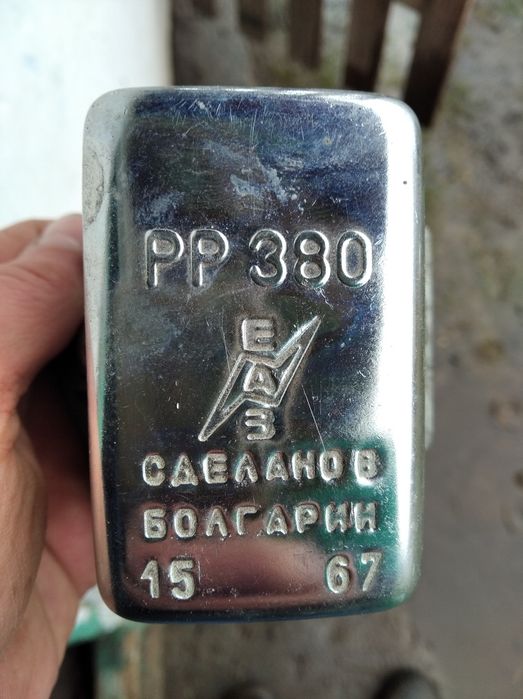 РР 380
ЕАЗ
СДЕЛАНО В
БОЛГАРИИ
15 67